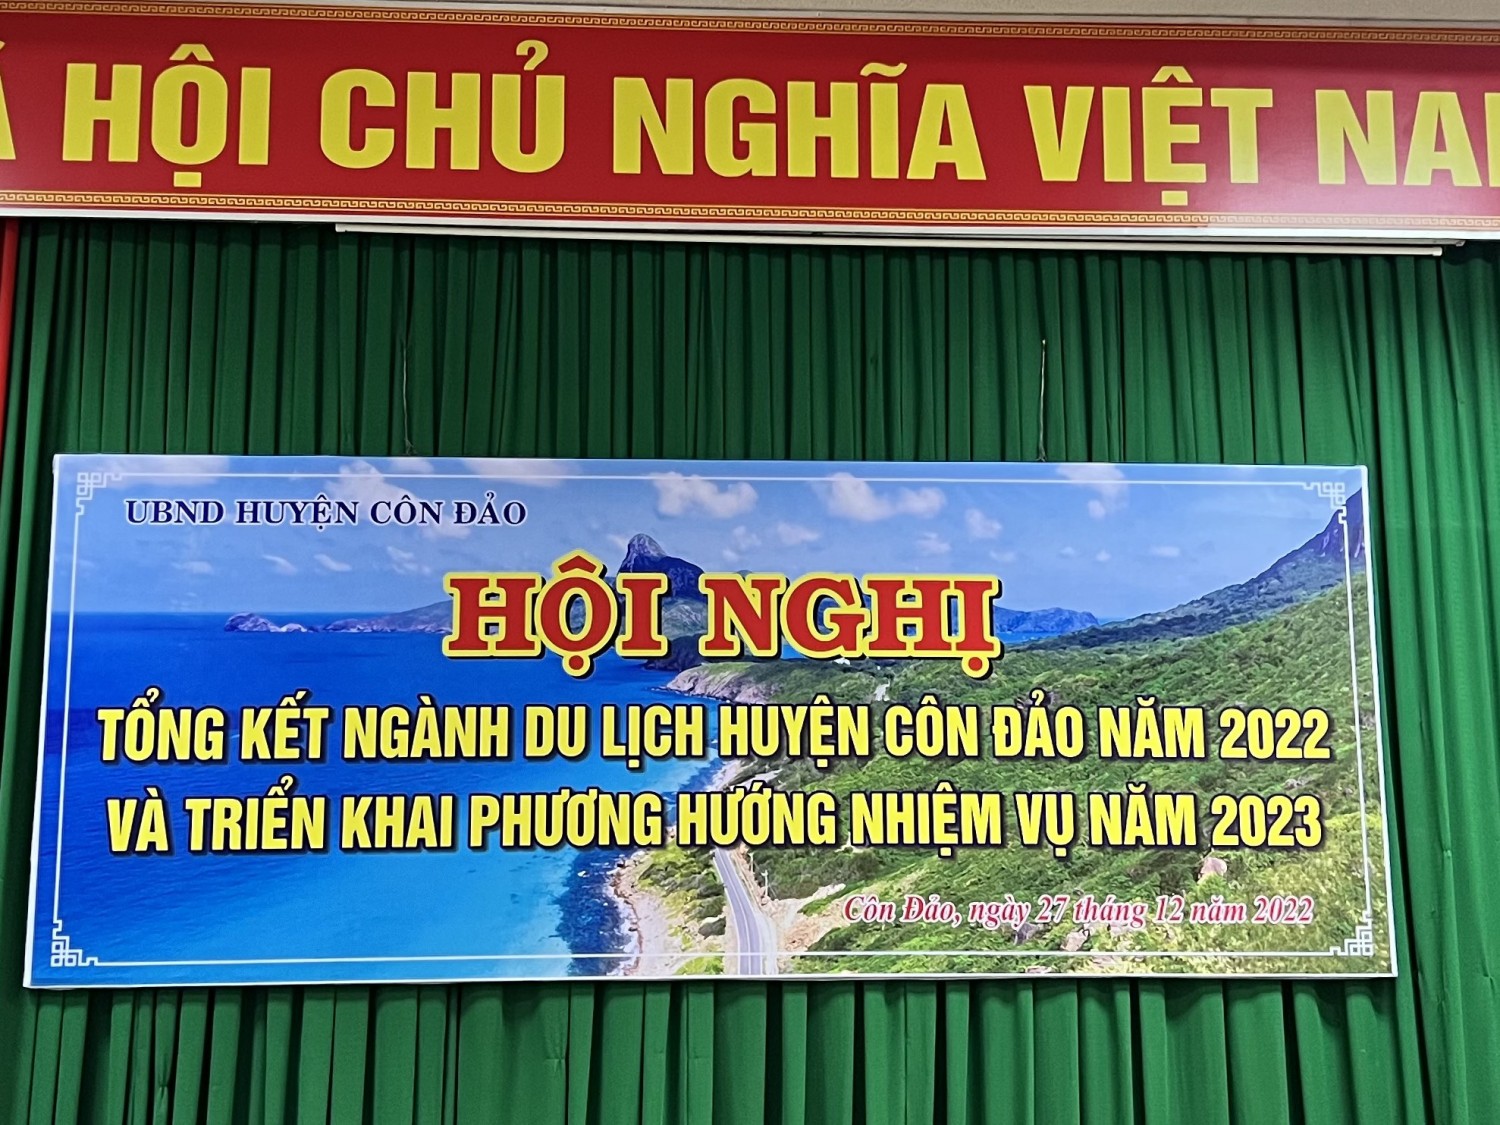 HỘI CHỦ NGHĨA VIỆT
UBND HUYỆN CÔN ĐẢO
HỘI NGHỊ
TỔNG KẾT NGÀNH DU LỊCH HUYỆN CÔN ĐẢO NĂM 2022
VÀ TRIỂN KHAI PHƯƠNG HƯỚNG NHIỆM VỤ NĂM 2023
Côn Đảo, ngày 27 tháng 12 năm 2022